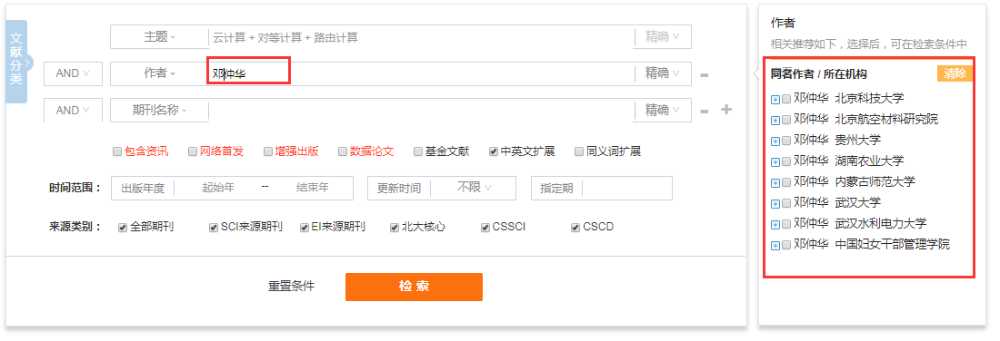 文献分类
主题
云计算 + 对等计算 + 路由计算
精确
AND
作者
邓仲华
精确
AND
期刊名称
精确
包含资讯 网络首发 增强出版 数据论文 基金文献 中英文扩展 同义词扩展
时间范围： 出版年度 起始年 -- 结束年 更新时间 不限 指定期
来源类别： 全部期刊 SCI来源期刊 EI来源期刊 北大核心 CSSCI CSCD
重置条件 检索
作者
相关推荐如下，选择后，可在检索条件中
同名作者 / 所在机构 清除
邓仲华 北京科技大学
邓仲华 北京航空材料研究院
邓仲华 贵州大学
邓仲华 湖南农业大学
邓仲华 内蒙古师范大学
邓仲华 武汉大学
邓仲华 武汉水利电力大学
邓仲华 中国妇女干部管理学院